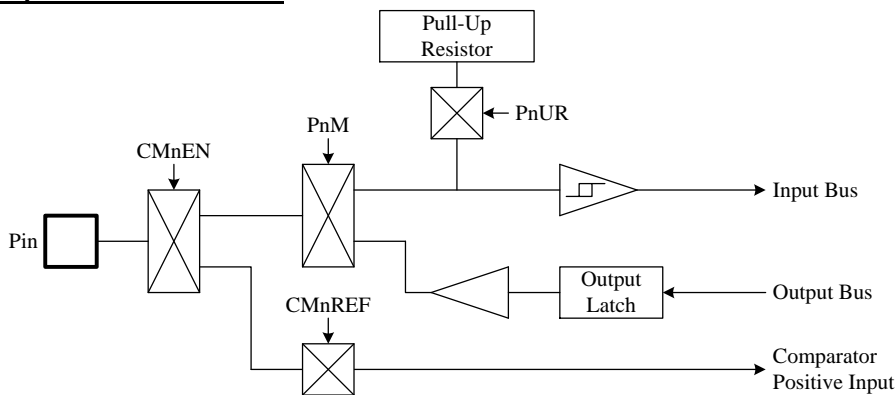 Pull-Up
Resistor
PnUR
PnM
CMnEN
Input Bus
Pin
Output
Latch
Output Bus
CMnREF
Comparator
Positive Input